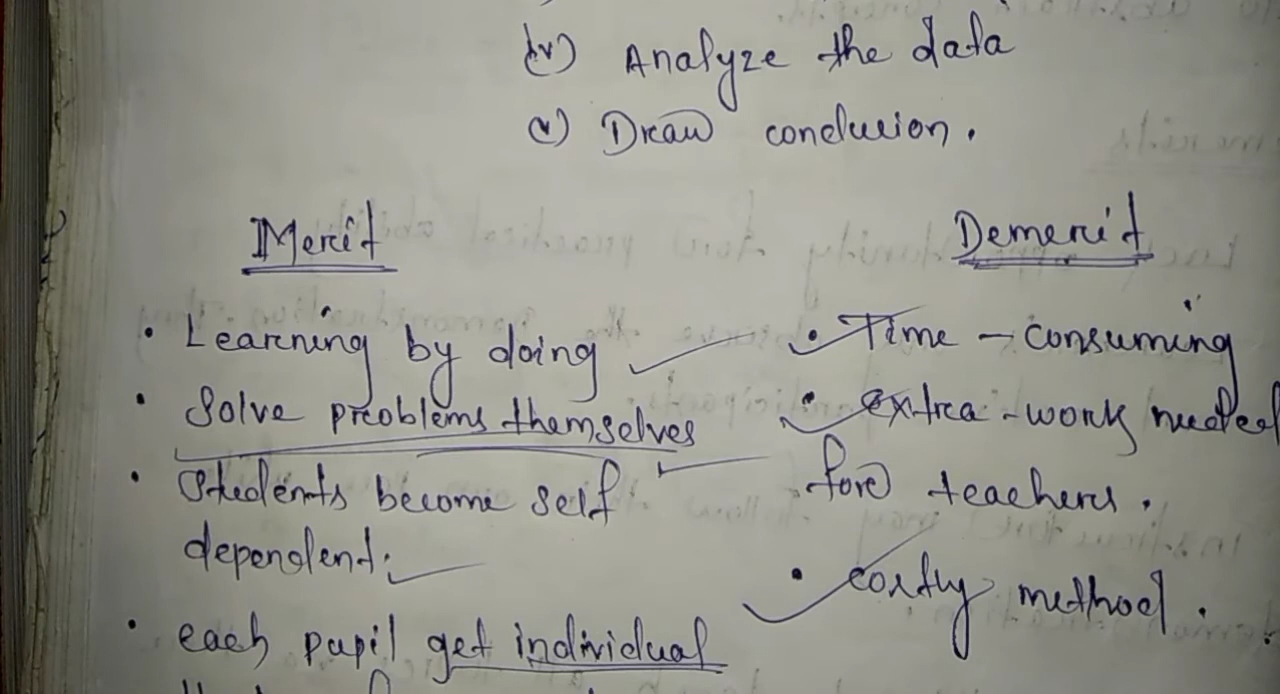 iv) Analyze the data
v) Draw conclusion.
Merit
Demerit
• Learning by doing
• Solve problems themselves
• Students become self
dependent.
• each pupil get individual
• Time - consuming
• extra - work needed
for teachers.
• costly method.